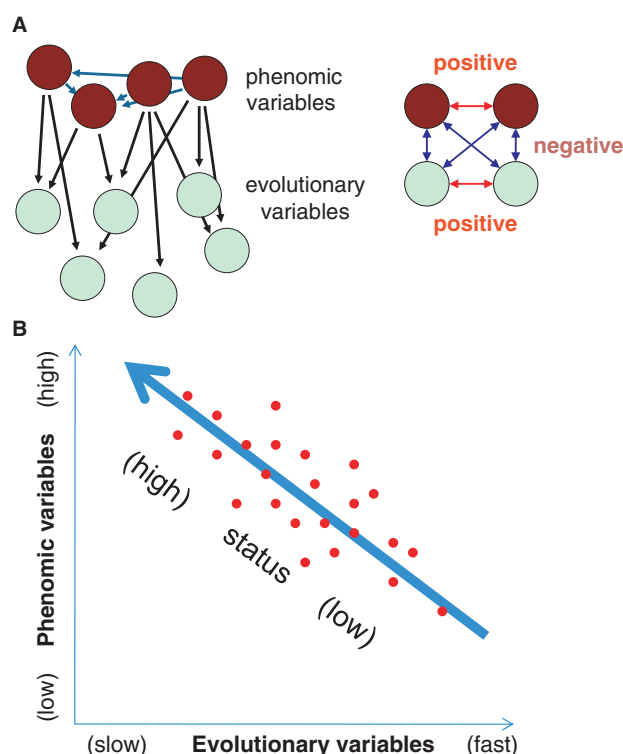 A
phenomic
variables
evolutionary
variables
positive
negative
positive
B
(high)
Phenomic variables
(low)
(high)
status
(low)
(slow)
Evolutionary variables
(fast)